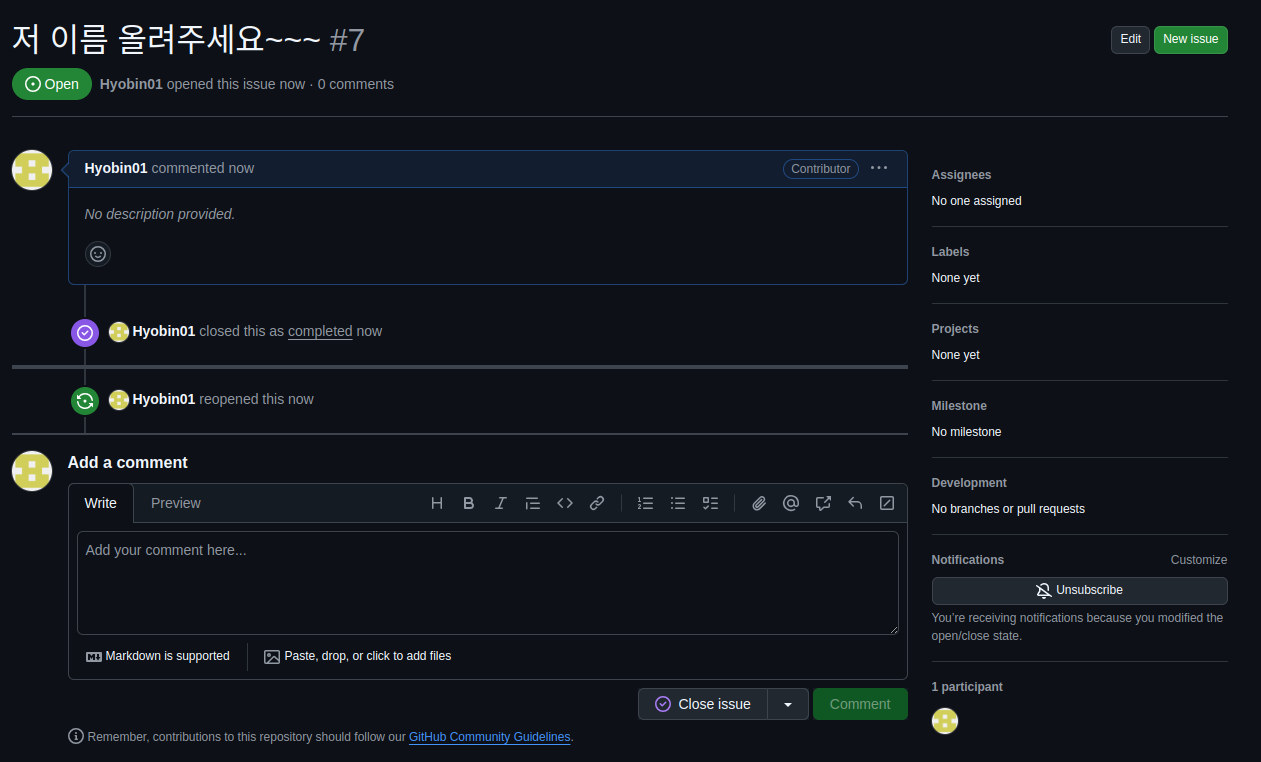 저 이름 올려주세요~~~ #7
Edit
New issue
Open
Hyobin01 opened this issue now · 0 comments
Hyobin01 commented now
Contributor
No description provided.
Hyobin01 closed this as completed now
Hyobin01 reopened this now
Add a comment
Write
Preview
Add your comment here...
Markdown is supported
Paste, drop, or click to add files
Close issue
Comment
Remember, contributions to this repository should follow our GitHub Community Guidelines.
Assignees
No one assigned
Labels
None yet
Projects
None yet
Milestone
No milestone
Development
No branches or pull requests
Notifications
Customize
Unsubscribe
You're receiving notifications because you modified the
open/close state.
1 participant